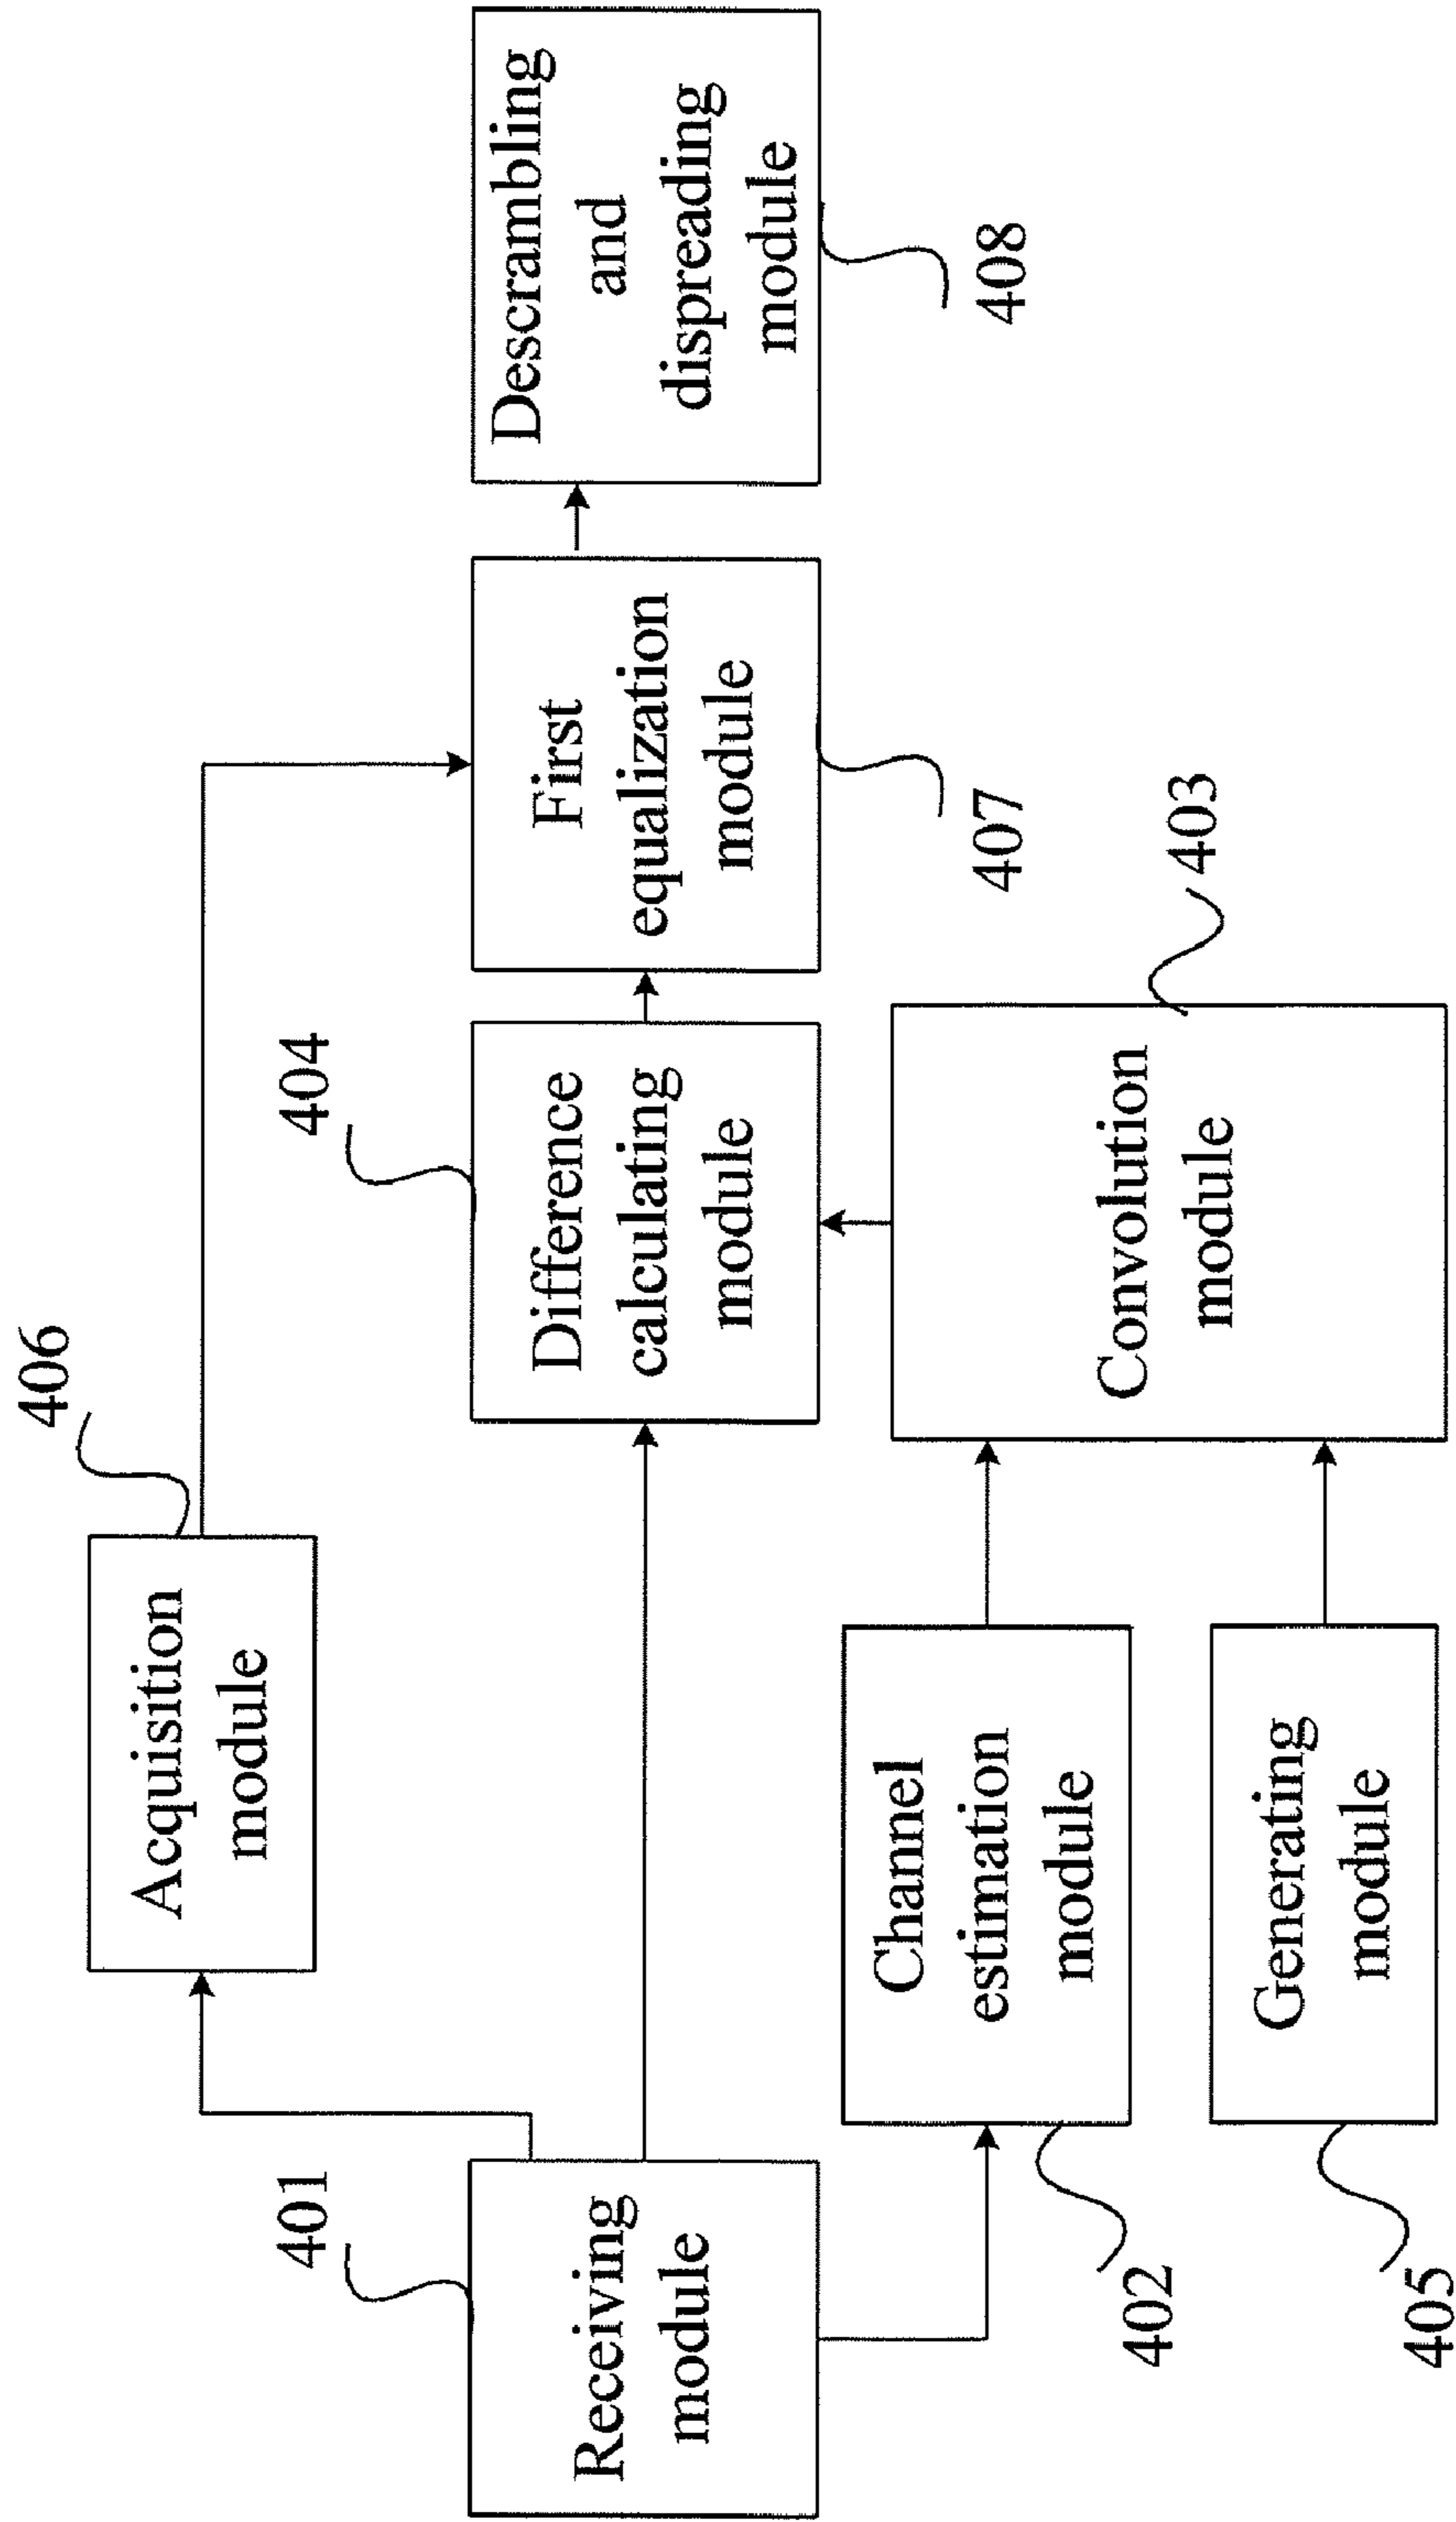 406
Acquisition
module
401
Receiving
module
404
Difference
calculating
module
First
equalization
module
407
Descrambling
and
dispreading
module
408
Channel
estimation
module
402
Convolution
module
403
Generating
module
405